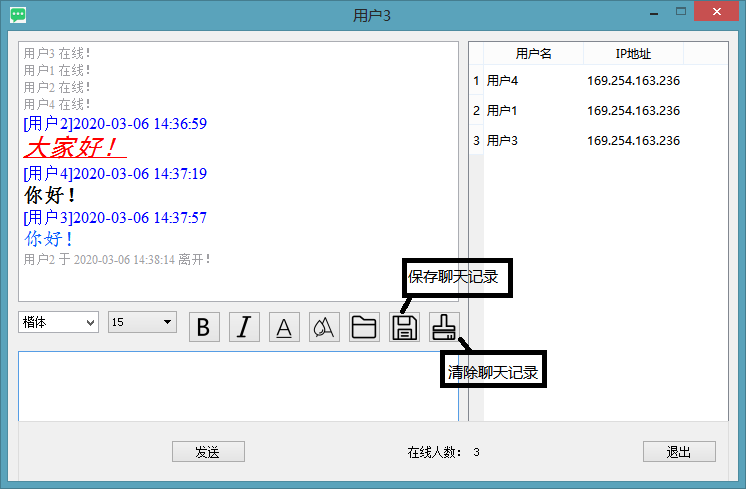 用户3
用户3 在线!
用户1 在线!
用户2 在线!
用户4 在线!
[用户2]2020-03-06 14:36:59
大家好!
[用户4]2020-03-06 14:37:19
你好!
[用户3]2020-03-06 14:37:57
你好!
用户2 于 2020-03-06 14:38:14 离开!
用户名 IP地址
1 用户4 169.254.163.236
2 用户1 169.254.163.236
3 用户3 169.254.163.236
保存聊天记录
楷体 15 B I A A
清除聊天记录
发送 在线人数: 3 退出